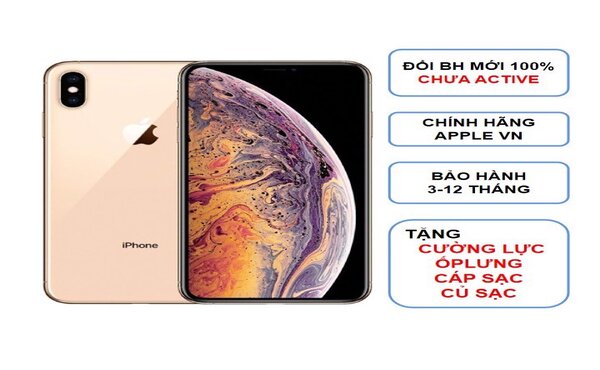 iPhone
ĐỔI BH MỚI 100%
CHƯA ACTIVE
CHÍNH HÃNG
APPLE VN
BẢO HÀNH
3-12 THÁNG
TẶNG
CƯỜNG LỰC
ỐPLƯNG
CÁP SẠC
CỦ SẠC